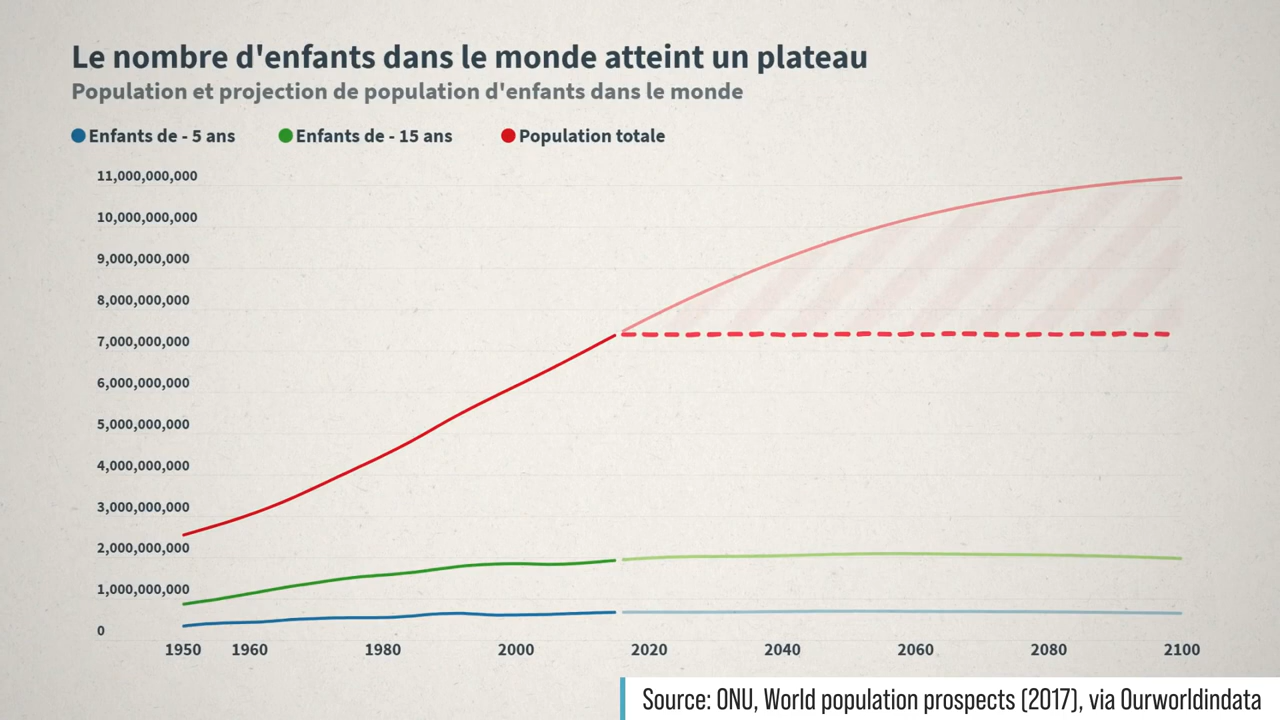 Le nombre d'enfants dans le monde atteint un plateau
Population et projection de population d'enfants dans le monde
Enfants de - 5 ans Enfants de - 15 ans Population totale
11,000,000,000
10,000,000,000
9,000,000,000
8,000,000,000
7,000,000,000
6,000,000,000
5,000,000,000
4,000,000,000
3,000,000,000
2,000,000,000
1,000,000,000
0
1950 1960 1980 2000 2020 2040 2060 2080 2100
Source: ONU, World population prospects (2017), via Ourworldindata